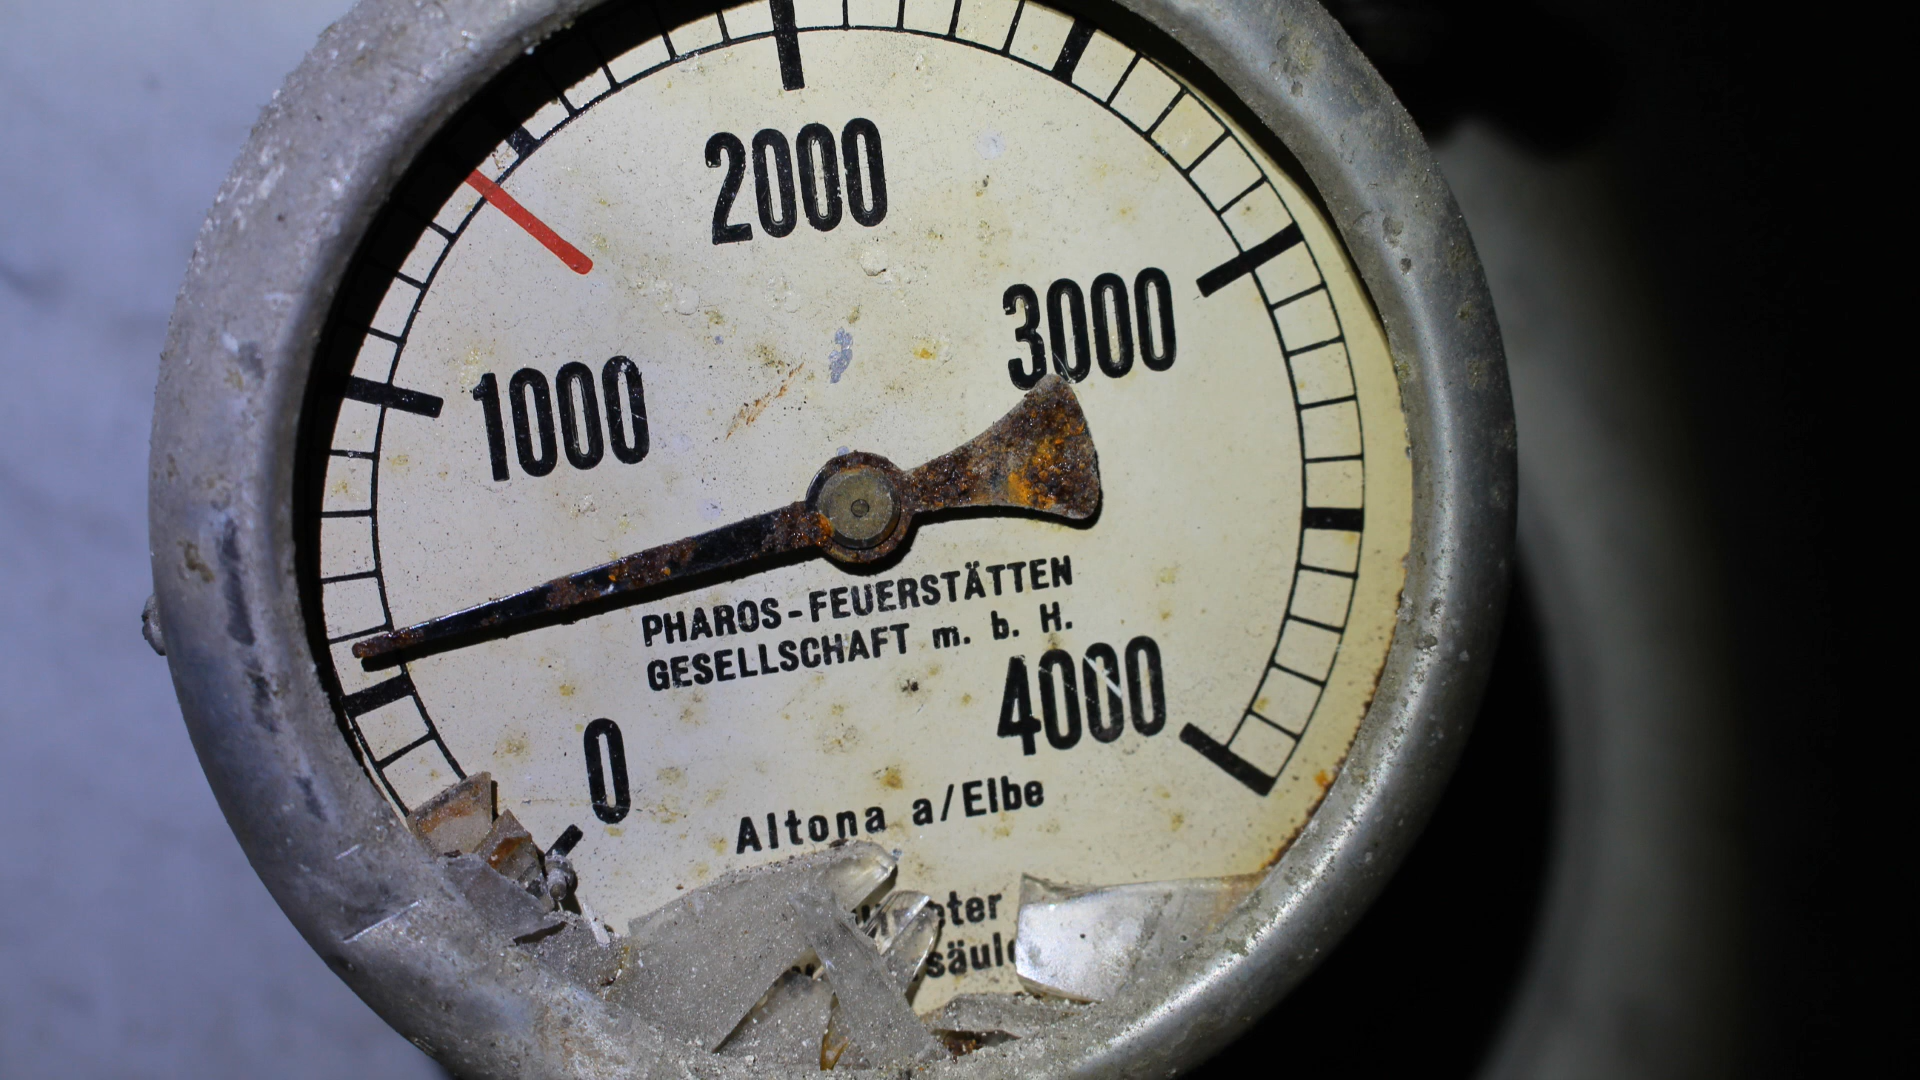 2000
3000
1000
PHAROS-FEUERSTÄTTEN
GESELLSCHAFT m. b. H.
4000
0
Altona a/Elbe